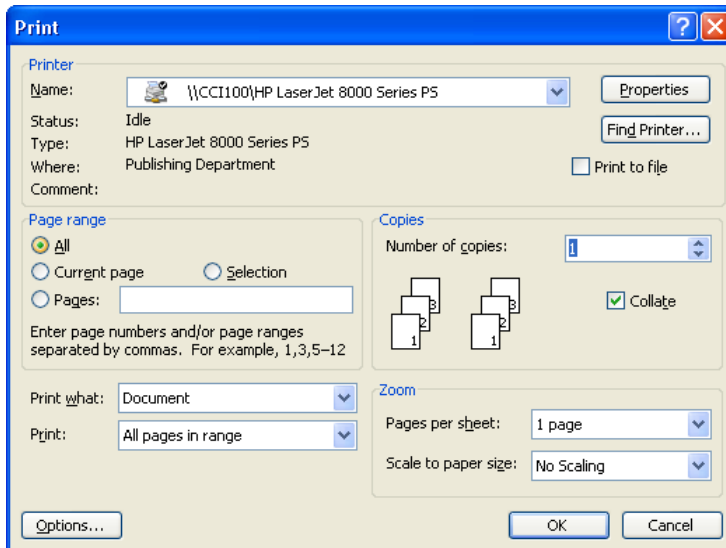 Print
Printer
Name: \\CCI100\HP LaserJet 8000 Series PS Properties
Status: Idle
Find Printer...
Type: HP LaserJet 8000 Series PS
Where: Publishing Department Print to file
Comment:
Page range
All
Current page Selection
Pages:
Enter page numbers and/or page ranges
separated by commas. For example, 1,3,5–12
Copies
Number of copies: 1
3 3
2 2
1 1
Collate
Print what: Document
Print: All pages in range
Zoom
Pages per sheet: 1 page
Scale to paper size: No Scaling
Options... OK Cancel